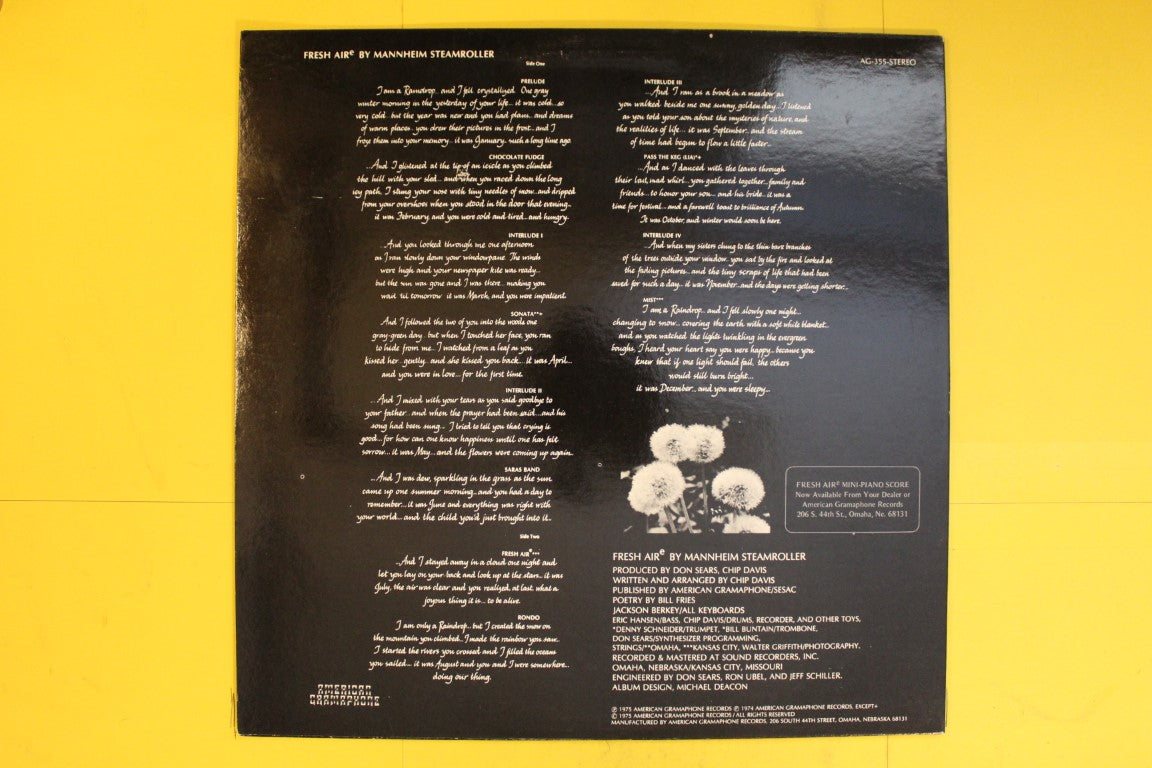 FRESH AIRe BY MANNHEIM STEAMROLLER
AG-355-STEREO
Side One
PRELUDE
I am a Raindrop.. and I fell crystallized. One gray
winter morning in the yesterday of your life... it was cold...so
very cold.. but the year was new and you had plans.. and dreams
of warm places.. you drew their pictures in the frost.. and I
froze them into your memory.. it was January.. such a long time ago.
CHOCOLATE FUDGE
...And I glistened at the tip of an icicle as you climbed
the hill with your sled... and when you raced down the long
icy path, I stung your nose with tiny needles of snow..and dripped
from your overshoes when you stood in the door that evening..
it was February, and you were cold and tired...and hungry.
INTERLUDE I
...And you looked through me one afternoon
as I ran slowly down your windowpane. The winds
were high and your newspaper kite was ready..
but the sun was gone and I was there.. making you
wait til tomorrow it was March, and you were impatient.
SONATA**+
And I followed the two of you into the woods one
gray-green day but when I touched her face, you ran
to hide from me.. I watched from a leaf as you
kissed her gently.. and she kissed you back... it was April...
and you were in love... for the first time.
INTERLUDE II
...And I mixed with your tears as you said goodbye to
your father.. and when the prayer had been said...and his
song had been sung... I tried to tell you that crying is
good... for how can one know happiness until one has felt
sorrow... it was May... and the flowers were coming up again..
SARAS BAND
...And I was dew, sparkling in the grass as the sun
came up one summer morning...and you had a day to
remember...it was June and everything was right with
your world... and the child you'd just brought into it..
Side Two
FRESH AIRe***
...And I stayed away in a cloud one night and
let you lay on your back and look up at the stars.. it was
July, the air was clear and you realized, at last, what a
joyous thing it is... to be alive.
RONDO
I am only a Raindrop.. but I created the snow on
the mountain you climbed.. I made the rainbow you saw..
I started the rivers you crossed and I filled the oceans
you sailed... it was August and you and I were somewhere..
doing our thing.
AMERICAN
GRAMAPHONE
INTERLUDE III
...And I ran as a brook in a meadow as
you walked beside me one sunny, golden day... I listened
as you told your son about the mysteries of nature, and
the realities of life... it was September.. and the stream
of time had begun to flow a little faster..
PASS THE KEG (LIA)*+
...And as I danced with the leaves through
their last, mad whirl.. you gathered together...family and
friends... to honor your son... and his bride.. it was a
time for festival.. and a farewell toast to brilliance of Autumn.
It was October, and winter would soon be here.
INTERLUDE IV
...And when my sisters clung to the thin bare branches
of the trees outside your window.. you sat by the fire and looked at
the fading pictures.. and the tiny scraps of life that had been
saved for such a day... it was November..and the days were getting shorter..
MIST***
I am a Raindrop.. and I fell slowly one night...
changing to snow... covering the earth with a soft white blanket..
and as you watched the lights twinkling in the evergreen
boughs, I heard your heart say you were happy... because you
knew that if one light should fail, the others
would still burn bright...
it was December.. and you were sleepy...
FRESH AIRe MINI-PIANO SCORE
Now Available From Your Dealer or
American Gramaphone Records
206 S. 44th St., Omaha, Ne. 68131
FRESH AIRe BY MANNHEIM STEAMROLLER
PRODUCED BY DON SEARS, CHIP DAVIS
WRITTEN AND ARRANGED BY CHIP DAVIS
PUBLISHED BY AMERICAN GRAMAPHONE/SESAC
POETRY BY BILL FRIES
JACKSON BERKEY/ALL KEYBOARDS
ERIC HANSEN/BASS, CHIP DAVIS/DRUMS, RECORDER, AND OTHER TOYS,
*DENNY SCHNEIDER/TRUMPET, *BILL BUNTAIN/TROMBONE,
DON SEARS/SYNTHESIZER PROGRAMMING,
STRINGS/**OMAHA, ***KANSAS CITY, WALTER GRIFFITH/PHOTOGRAPHY.
RECORDED & MASTERED AT SOUND RECORDERS, INC.
OMAHA, NEBRASKA/KANSAS CITY, MISSOURI
ENGINEERED BY DON SEARS, RON UBEL, AND JEFF SCHILLER.
ALBUM DESIGN, MICHAEL DEACON
℗ 1975 AMERICAN GRAMAPHONE RECORDS ℗ 1974 AMERICAN GRAMAPHONE RECORDS, EXCEPT+
© 1975 AMERICAN GRAMAPHONE RECORDS / ALL RIGHTS RESERVED
MANUFACTURED BY AMERICAN GRAMAPHONE RECORDS, 206 SOUTH 44TH STREET, OMAHA, NEBRASKA 68131